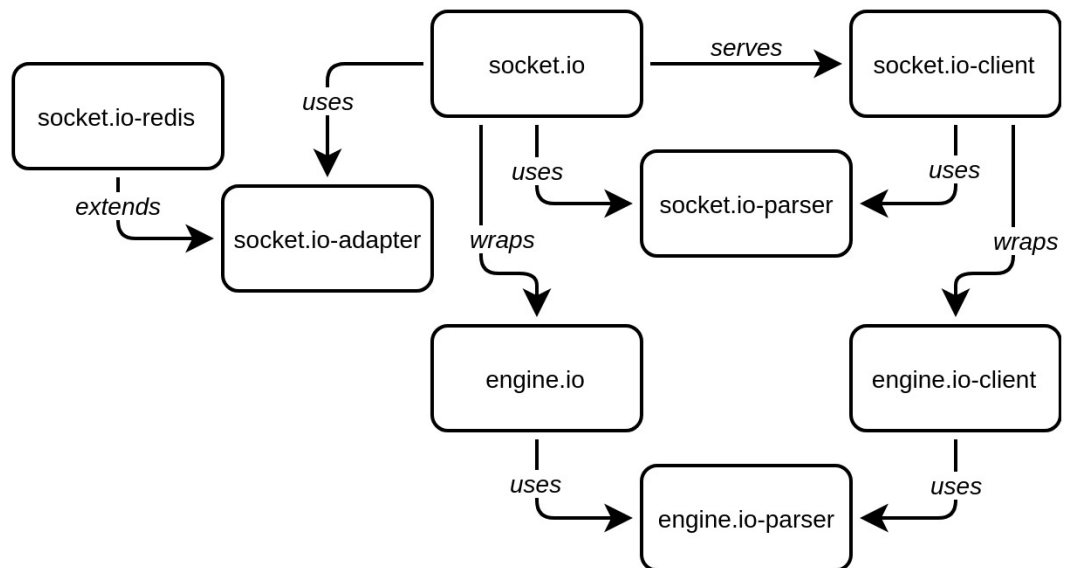 socket.io
serves
socket.io-client
socket.io-redis
uses
extends
socket.io-adapter
uses
socket.io-parser
uses
wraps
wraps
engine.io
engine.io-client
uses
uses
engine.io-parser